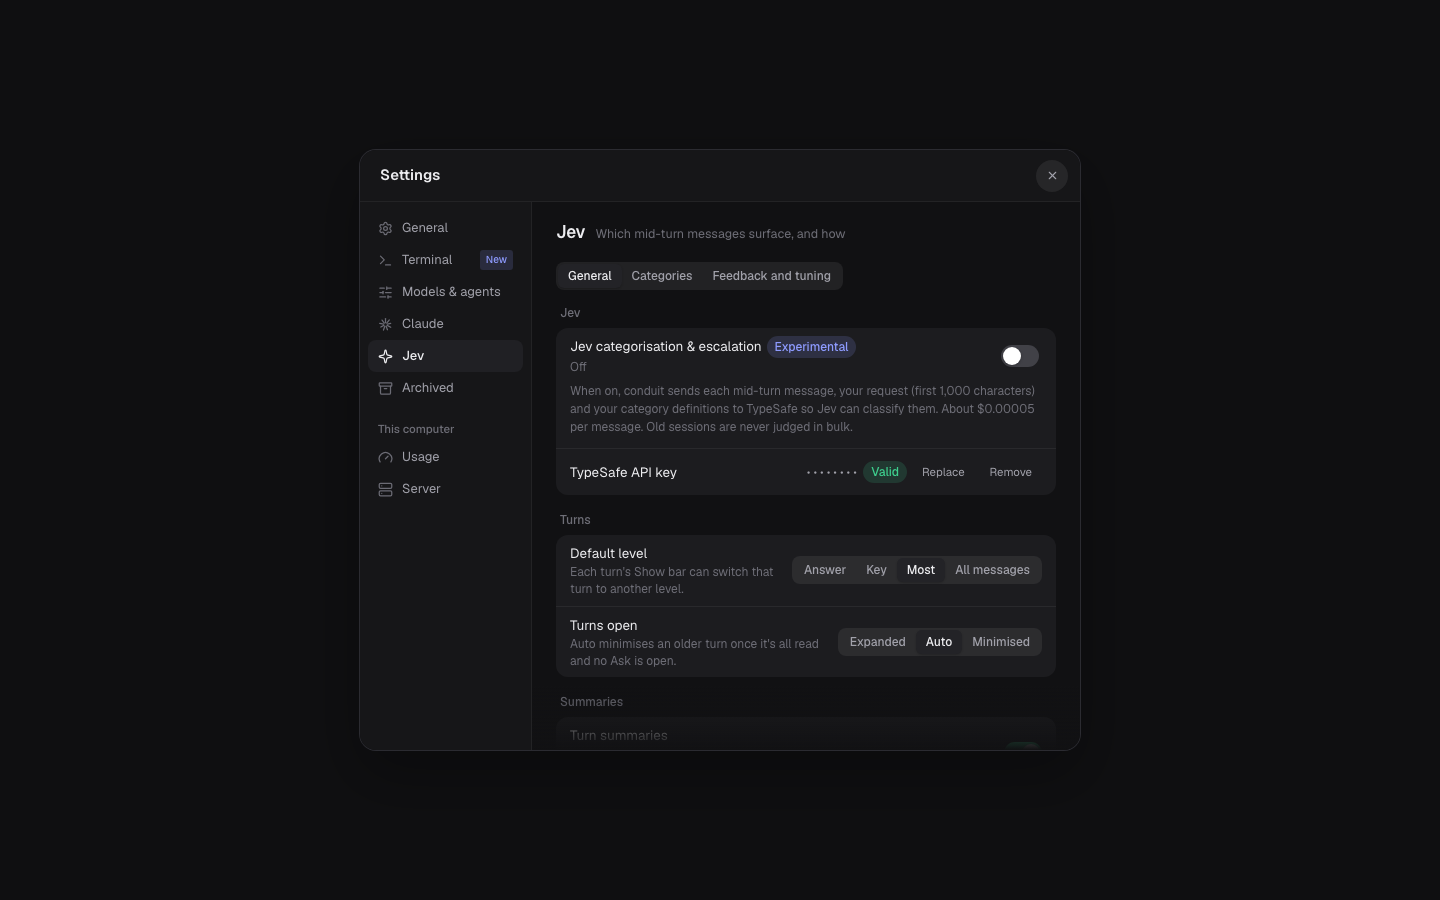 Settings
General
Terminal New
Models & agents
Claude
Jev
Archived
This computer
Usage
Server
Jev Which mid-turn messages surface, and how
General Categories Feedback and tuning
Jev
Jev categorisation & escalation Experimental
Off
When on, conduit sends each mid-turn message, your request (first 1,000 characters)
and your category definitions to TypeSafe so Jev can classify them. About $0.00005
per message. Old sessions are never judged in bulk.
TypeSafe API key •••••••• Valid Replace Remove
Turns
Default level
Each turn's Show bar can switch that
turn to another level.
Answer Key Most All messages
Turns open
Auto minimises an older turn once it's all read
and no Ask is open.
Expanded Auto Minimised
Summaries
Turn summaries